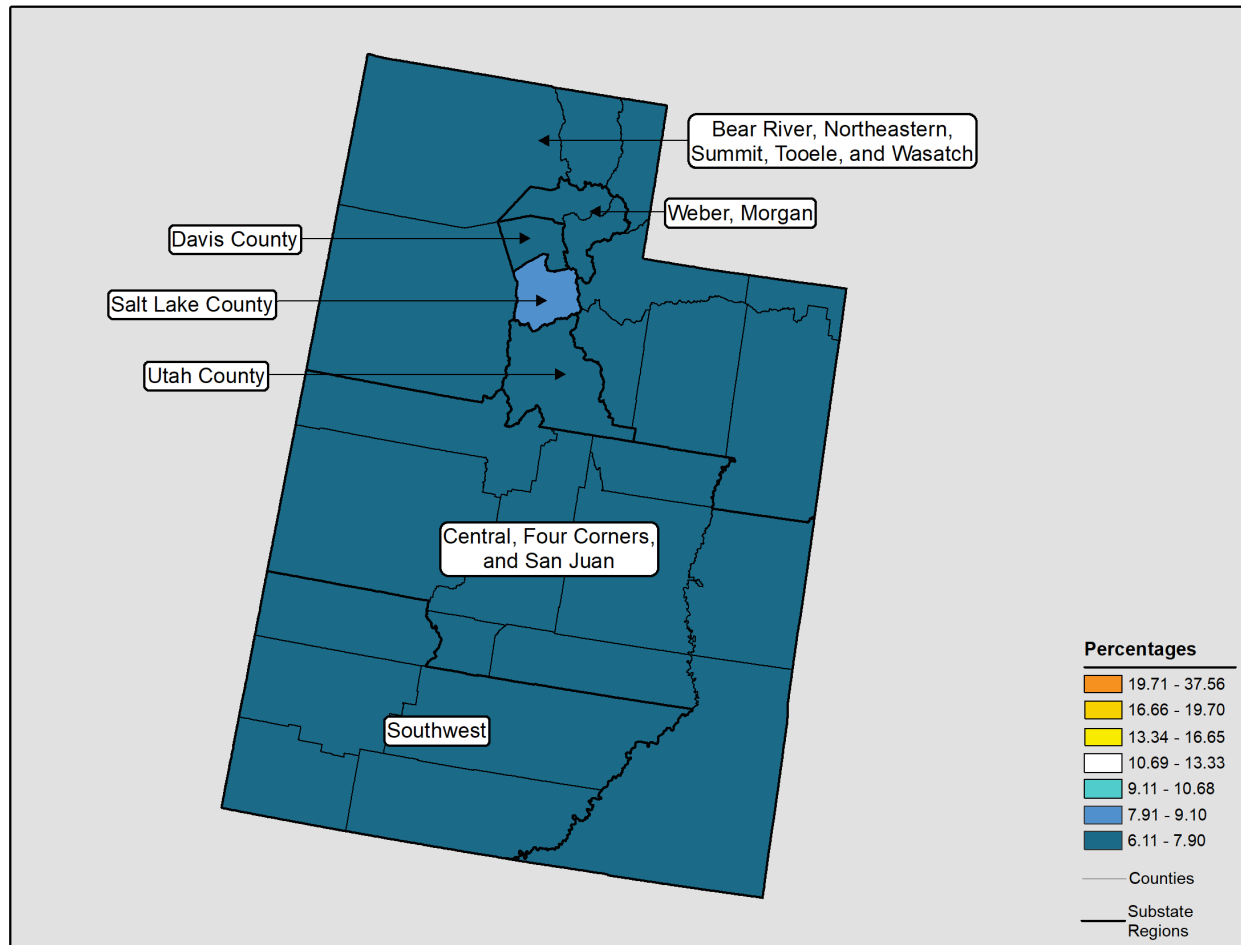 Bear River, Northeastern,
Summit, Tooele, and Wasatch
Weber, Morgan
Davis County
Salt Lake County
Utah County
Central, Four Corners,
and San Juan
Southwest
Percentages
19.71 - 37.56
16.66 - 19.70
13.34 - 16.65
10.69 - 13.33
9.11 - 10.68
7.91 - 9.10
6.11 - 7.90
Counties
Substate
Regions